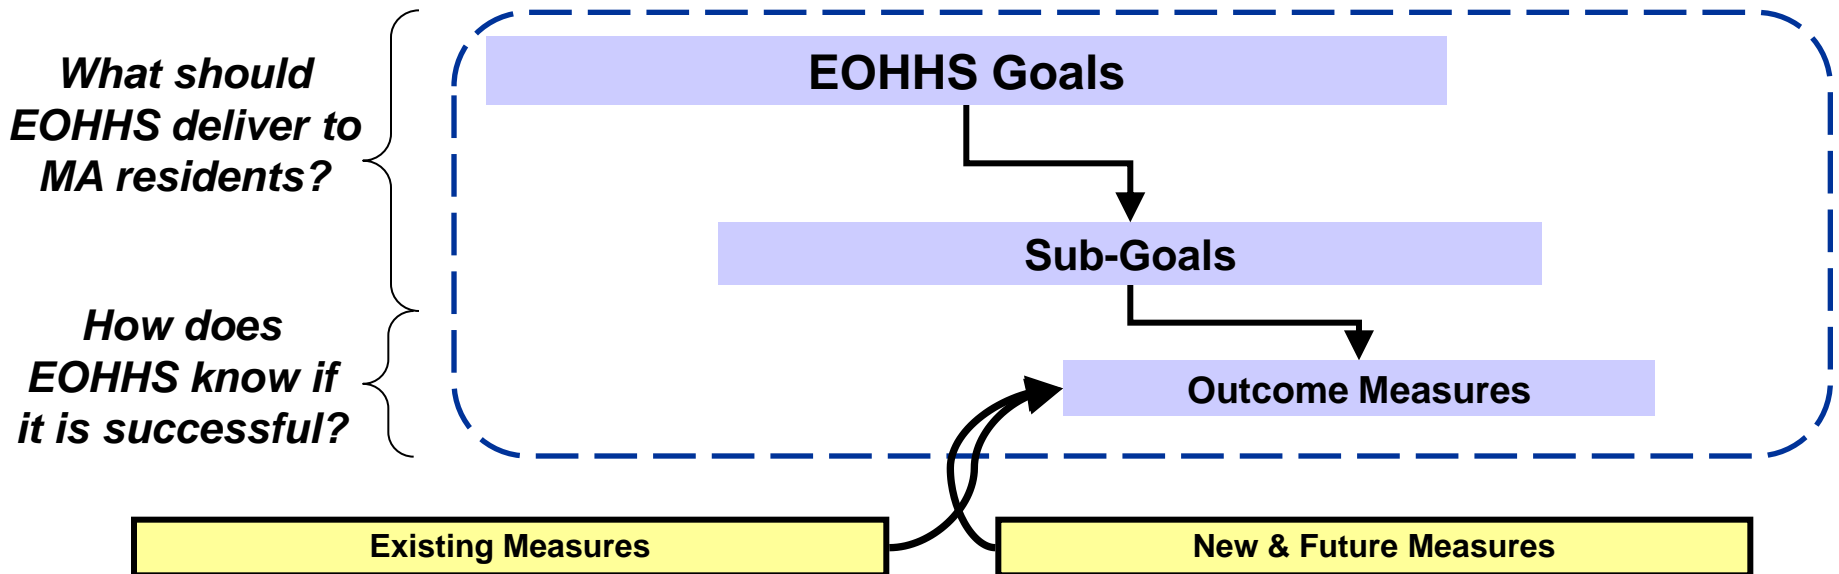 What should
EOHHS deliver to
MA residents?
EOHHS Goals
Sub-Goals
How does
EOHHS know if
it is successful?
Outcome Measures
Existing Measures
New & Future Measures